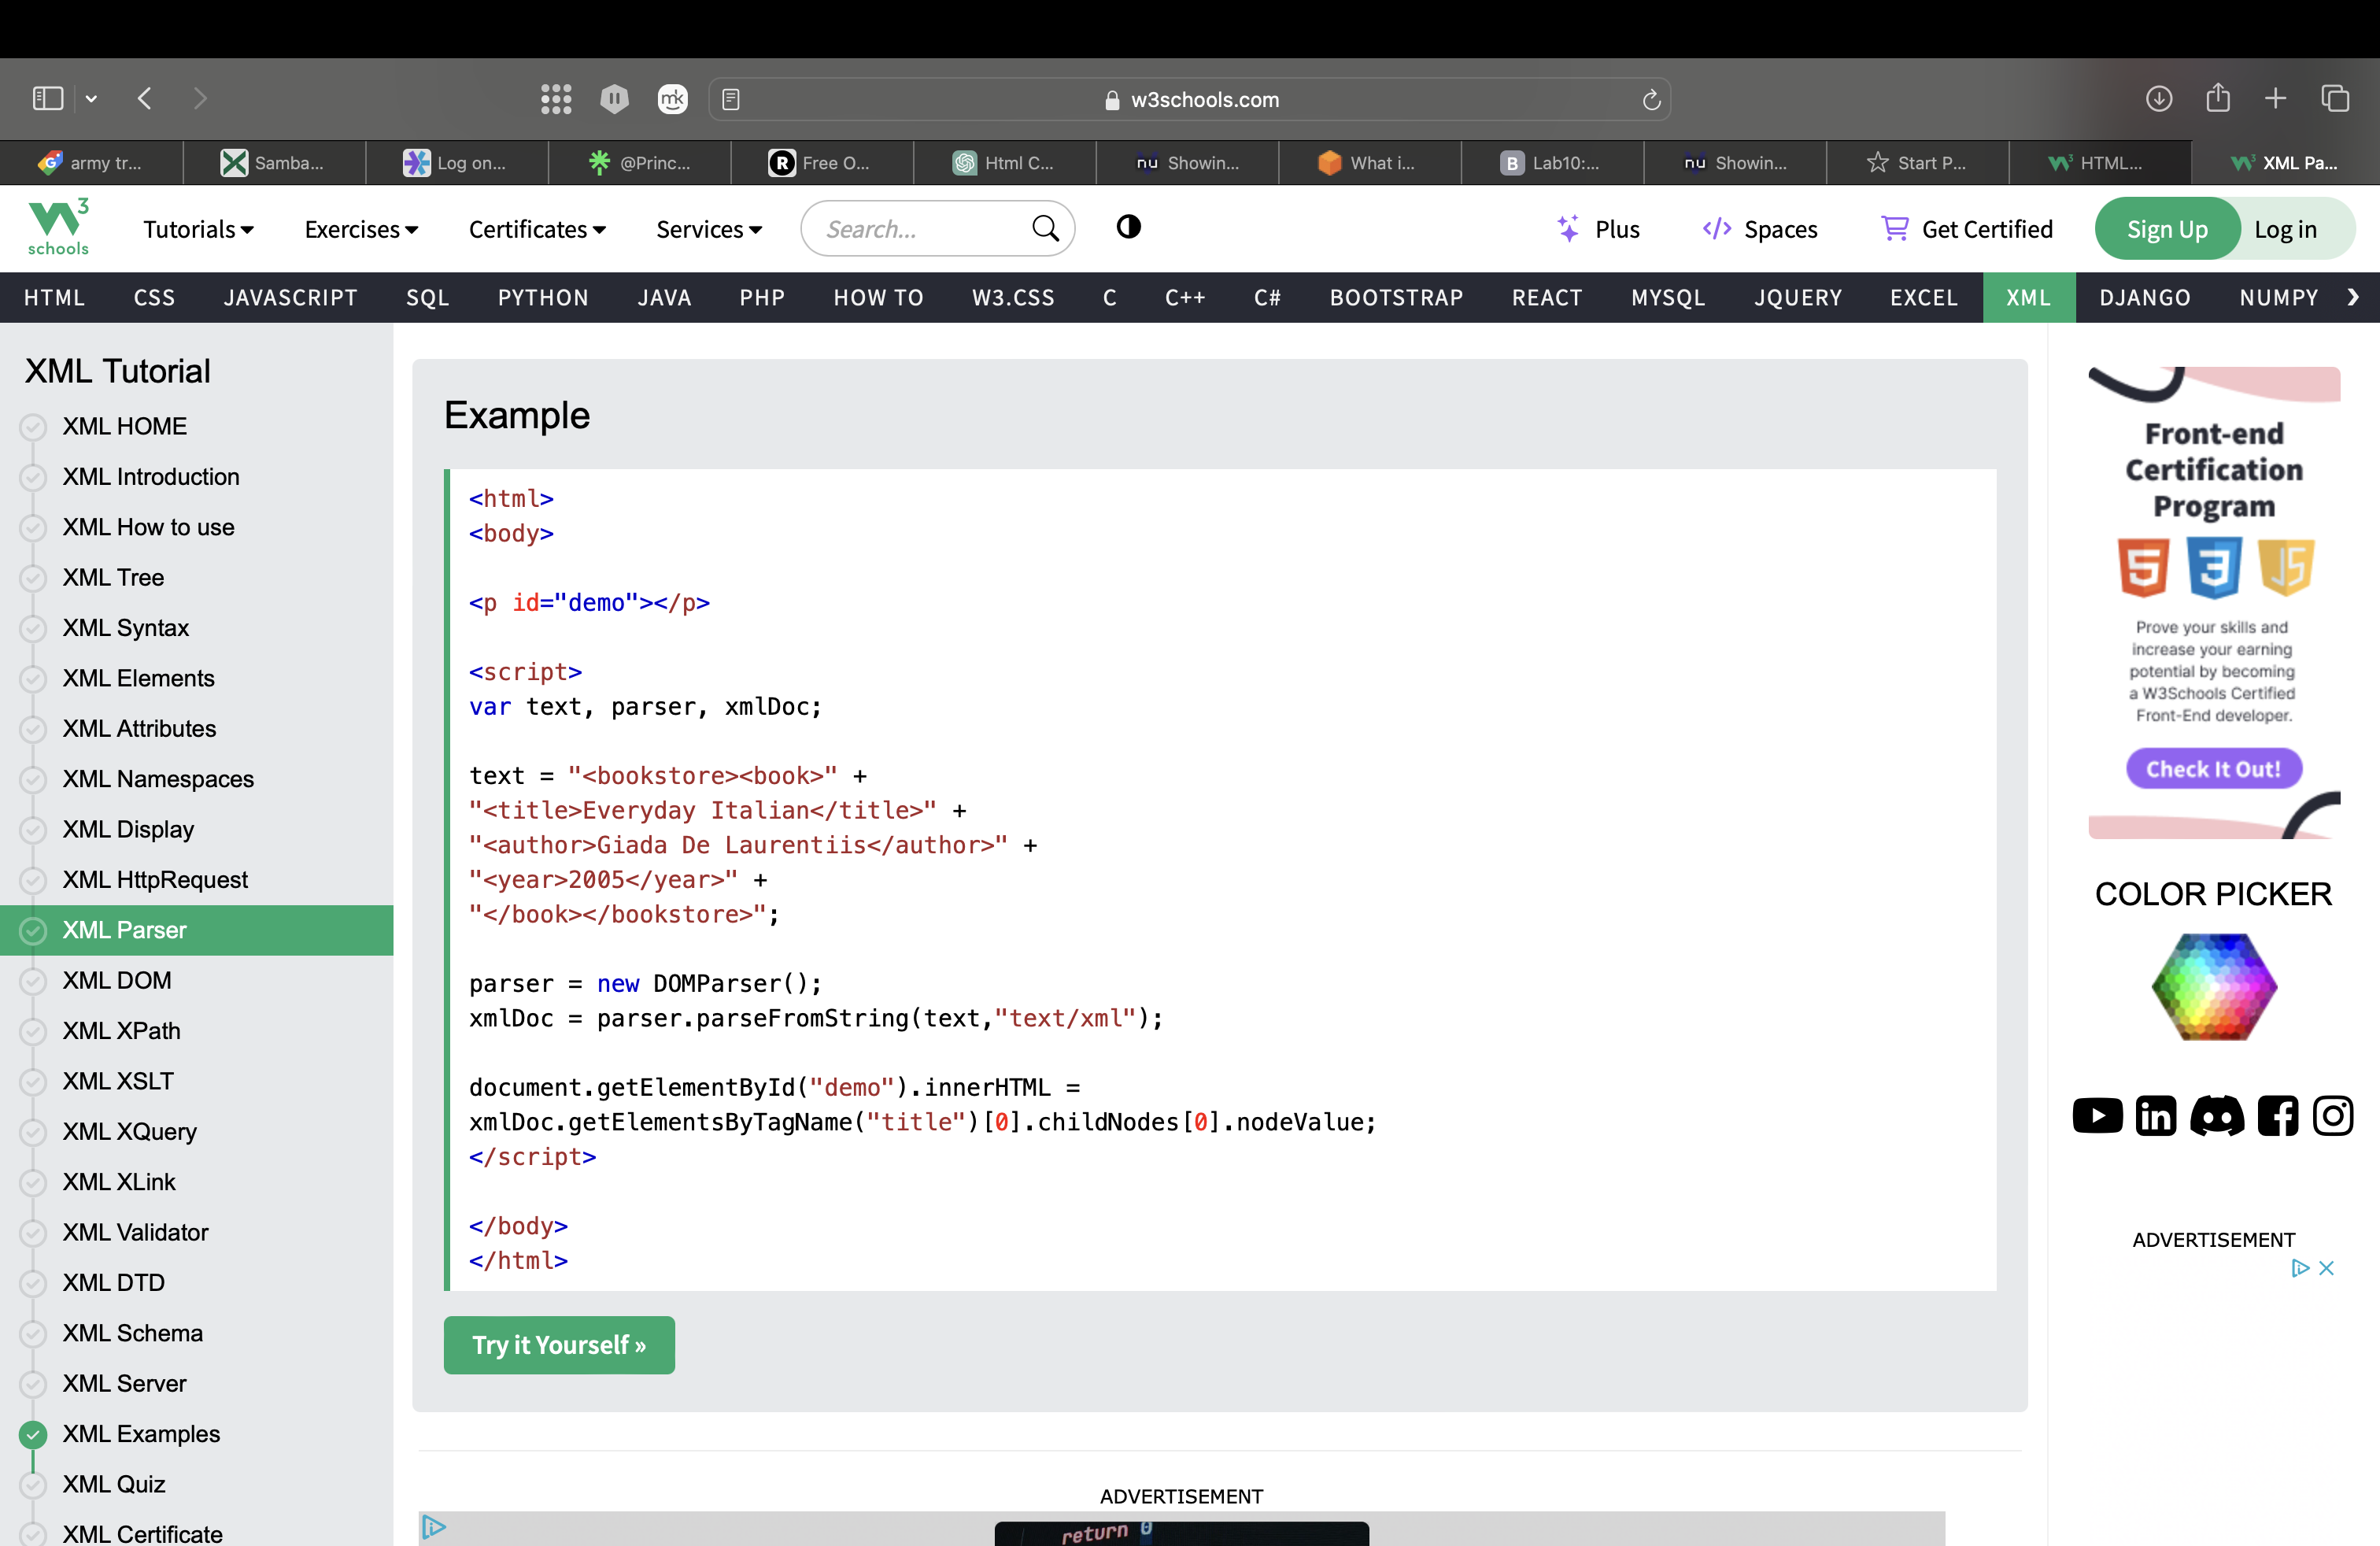 w3schools.com
army tr...
Samba...
Log on...
@Princ...
Free O...
Html C...
Showin...
What i...
Lab10:...
Showin...
Start P...
HTML...
XML Pa...
W3 schools
Tutorials
Exercises
Certificates
Services
Search...
Plus
Spaces
Get Certified
Sign Up
Log in
HTML CSS JAVASCRIPT SQL PYTHON JAVA PHP HOW TO W3.CSS C C++ C# BOOTSTRAP REACT MYSQL JQUERY EXCEL XML DJANGO NUMPY
XML Tutorial
XML HOME
XML Introduction
XML How to use
XML Tree
XML Syntax
XML Elements
XML Attributes
XML Namespaces
XML Display
XML HttpRequest
XML Parser
XML DOM
XML XPath
XML XSLT
XML XQuery
XML XLink
XML Validator
XML DTD
XML Schema
XML Server
XML Examples
XML Quiz
XML Certificate
Example
<html>
<body>
<p id="demo"></p>
<script>
var text, parser, xmlDoc;
text = "<bookstore><book>" +
"<title>Everyday Italian</title>" +
"<author>Giada De Laurentiis</author>" +
"<year>2005</year>" +
"</book></bookstore>";
parser = new DOMParser();
xmlDoc = parser.parseFromString(text,"text/xml");
document.getElementById("demo").innerHTML =
xmlDoc.getElementsByTagName("title")[0].childNodes[0].nodeValue;
</script>
</body>
</html>
Try it Yourself »
ADVERTISEMENT
return 0
Front-end
Certification
Program
5 3 JS
Prove your skills and
increase your earning
potential by becoming
a W3Schools Certified
Front-End developer.
Check It Out!
COLOR PICKER
ADVERTISEMENT